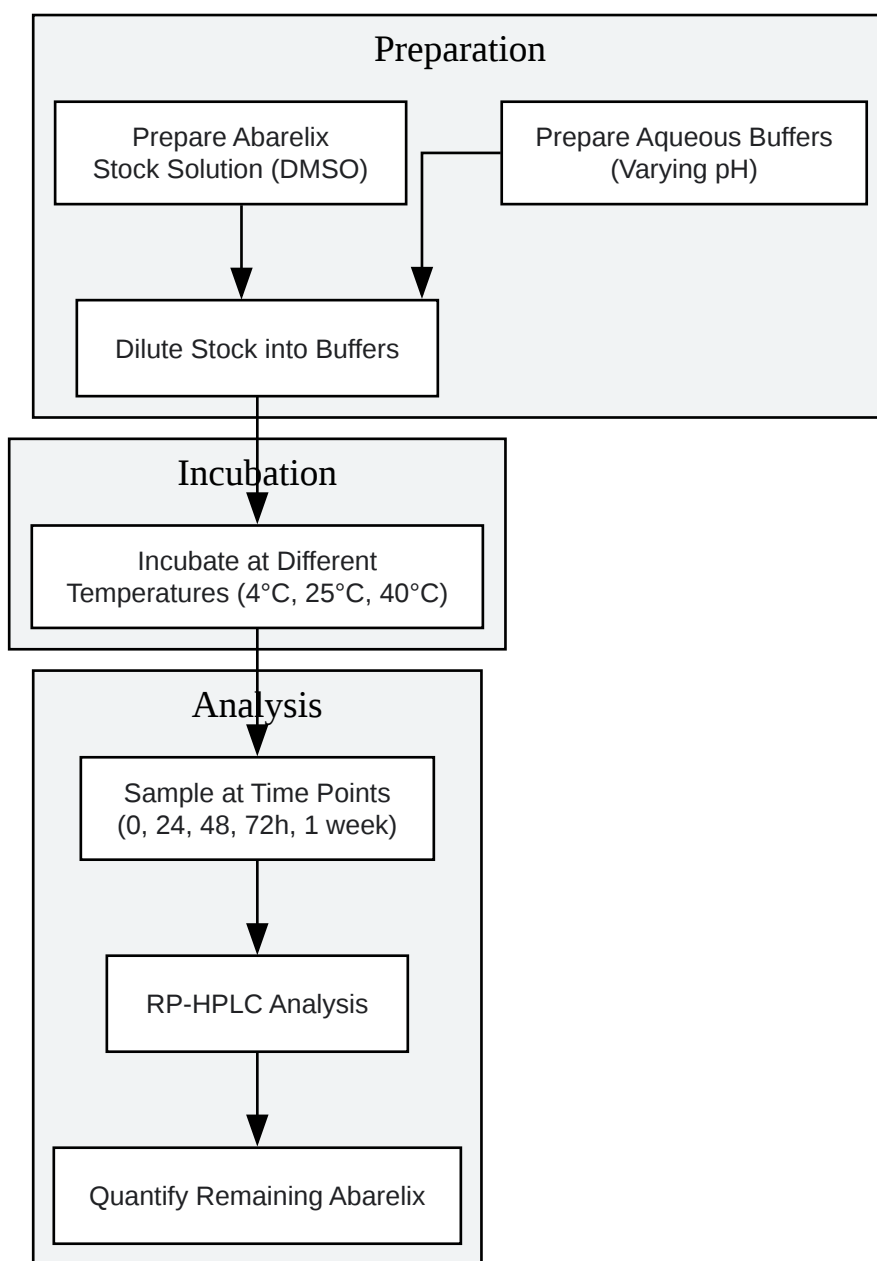 Preparation
Prepare Abarelix
Stock Solution (DMSO)
Prepare Aqueous Buffers
(Varying pH)
Dilute Stock into Buffers
Incubation
Incubate at Different
Temperatures (4°C, 25°C, 40°C)
Analysis
Sample at Time Points
(0, 24, 48, 72h, 1 week)
RP-HPLC Analysis
Quantify Remaining Abarelix